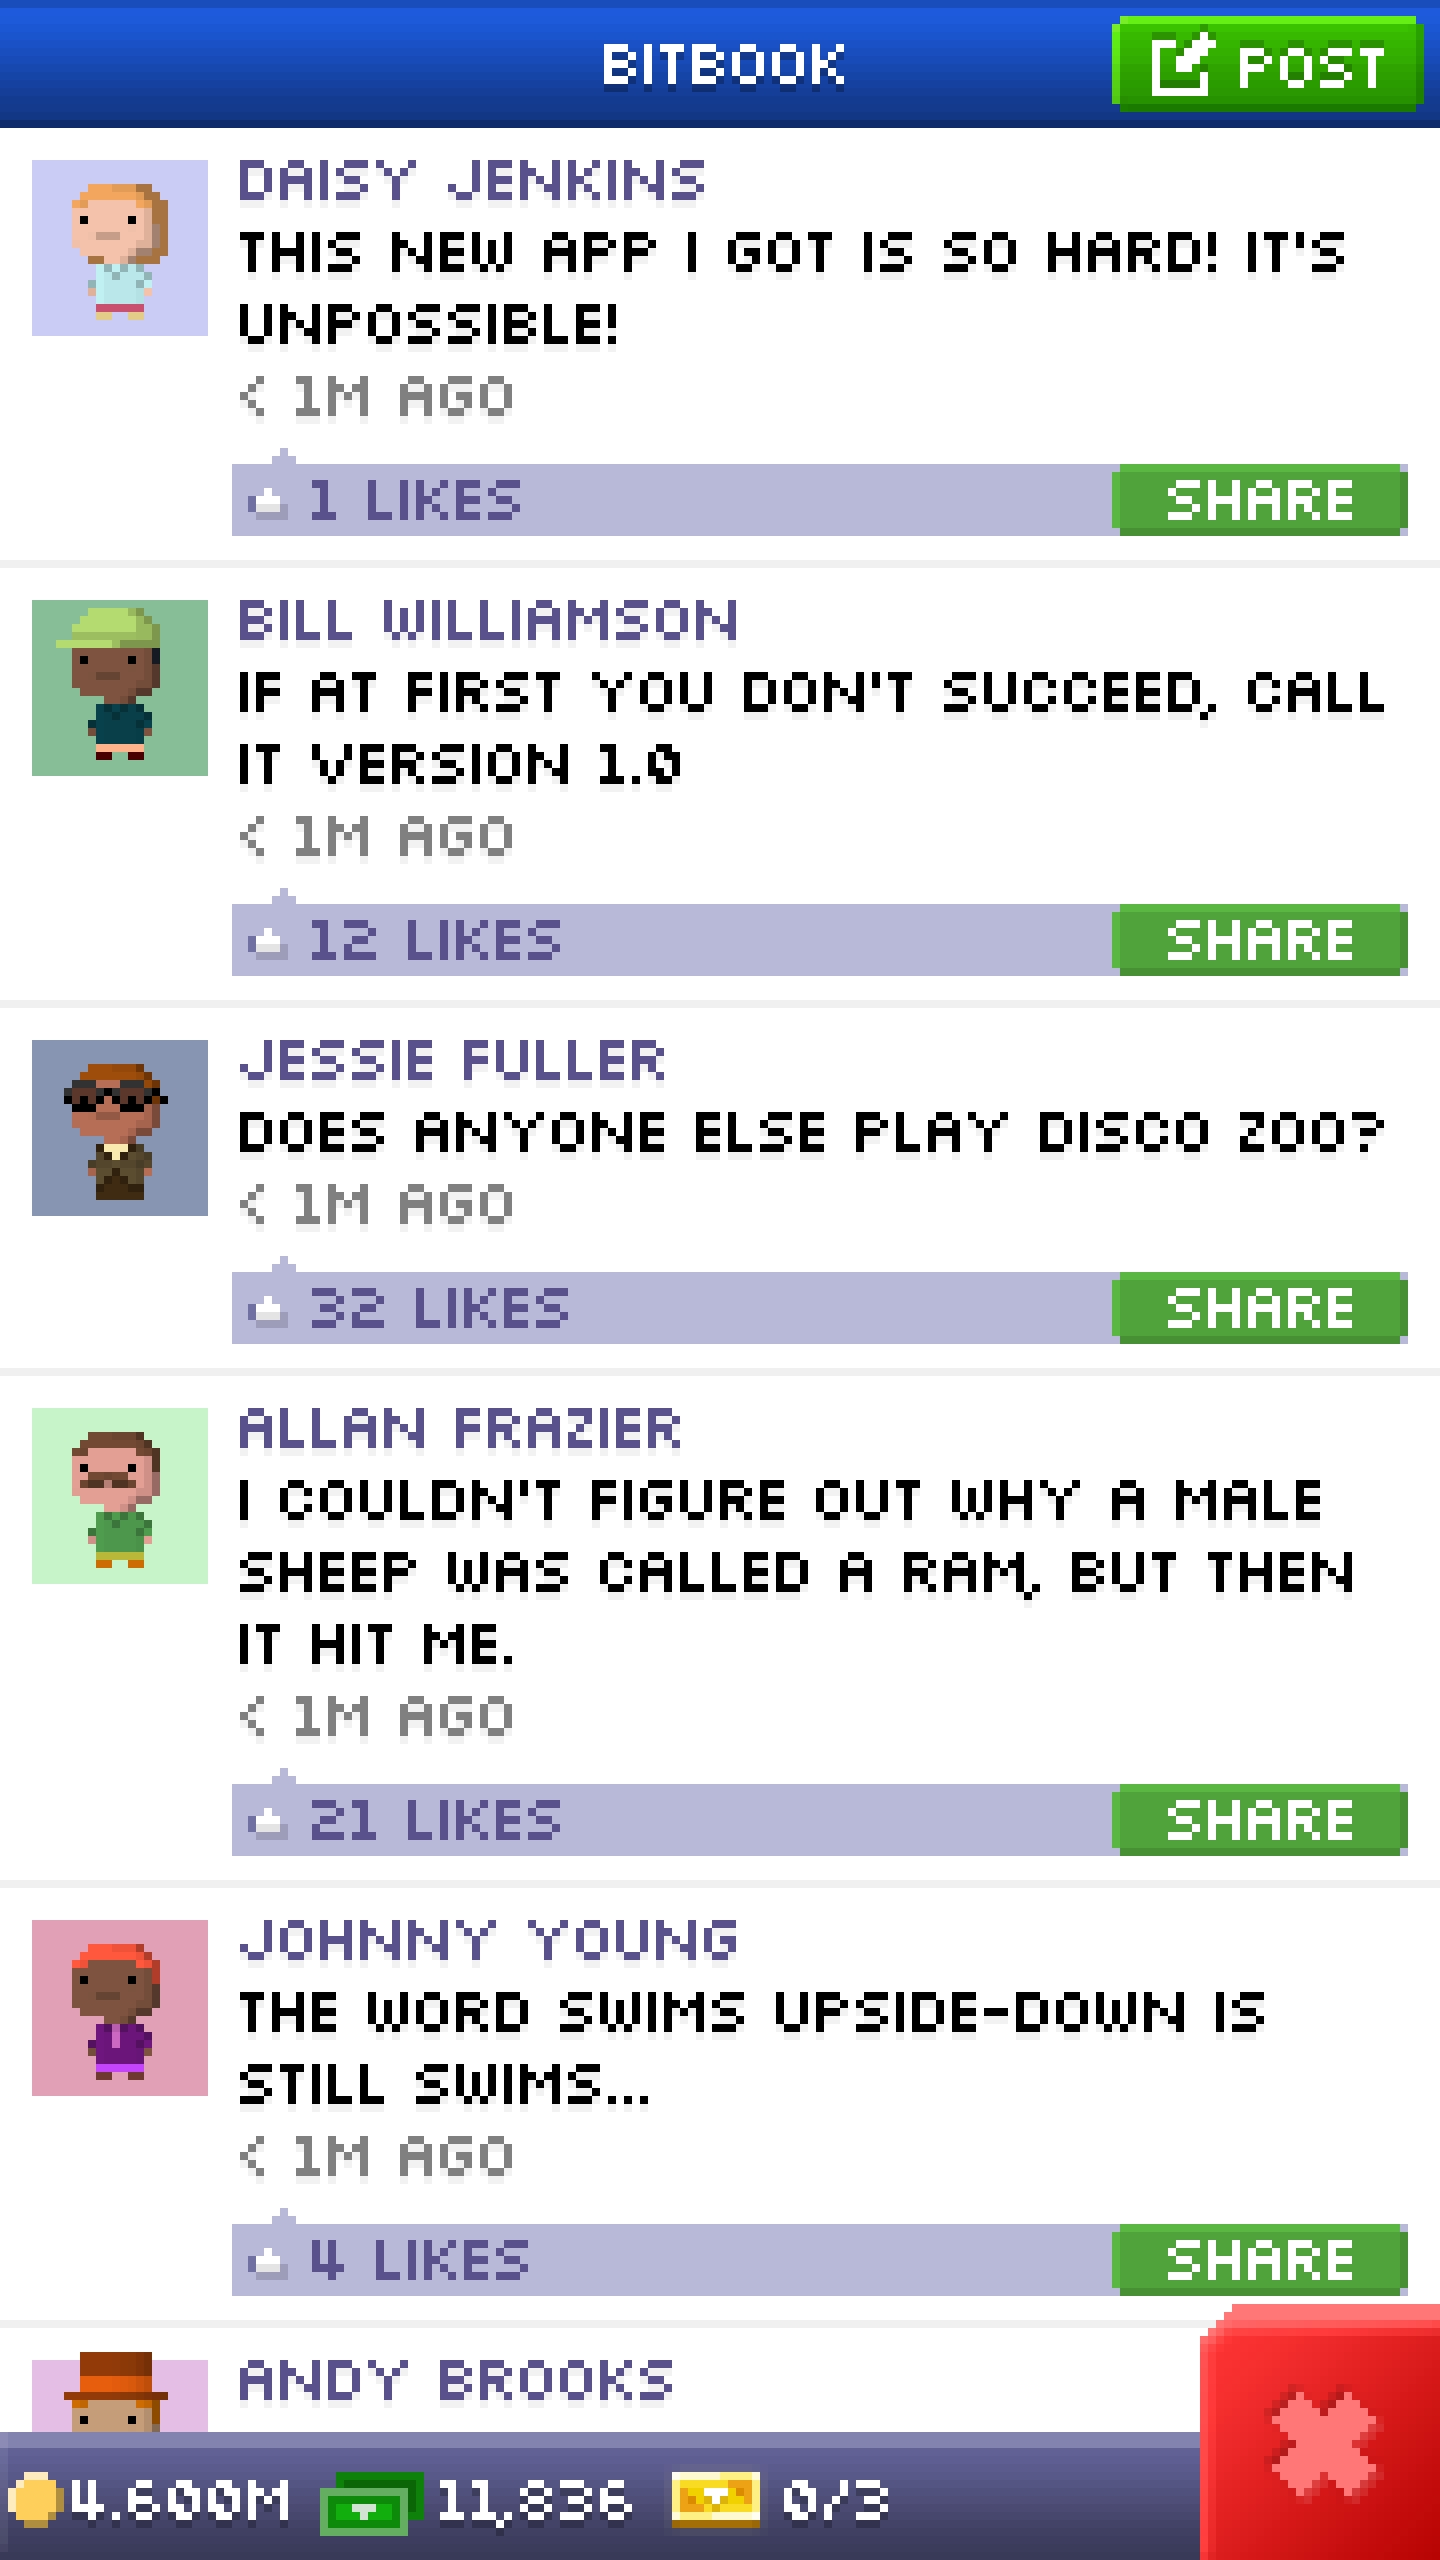 BITBOOK
POST
DAISY JENKINS
THIS NEW APP I GOT IS SO HARD! IT'S
UNPOSSIBLE!
< 1M AGO
1 LIKES
SHARE
BILL WILLIAMSON
IF AT FIRST YOU DON'T SUCCEED, CALL
IT VERSION 1.0
< 1M AGO
12 LIKES
SHARE
JESSIE FULLER
DOES ANYONE ELSE PLAY DISCO ZOO?
< 1M AGO
32 LIKES
SHARE
ALLAN FRAZIER
I COULDN'T FIGURE OUT WHY A MALE
SHEEP WAS CALLED A RAM, BUT THEN
IT HIT ME.
< 1M AGO
21 LIKES
SHARE
JOHNNY YOUNG
THE WORD SWIMS UPSIDE-DOWN IS
STILL SWIMS...
< 1M AGO
4 LIKES
SHARE
ANDY BROOKS
4.600M 11,836 0/3